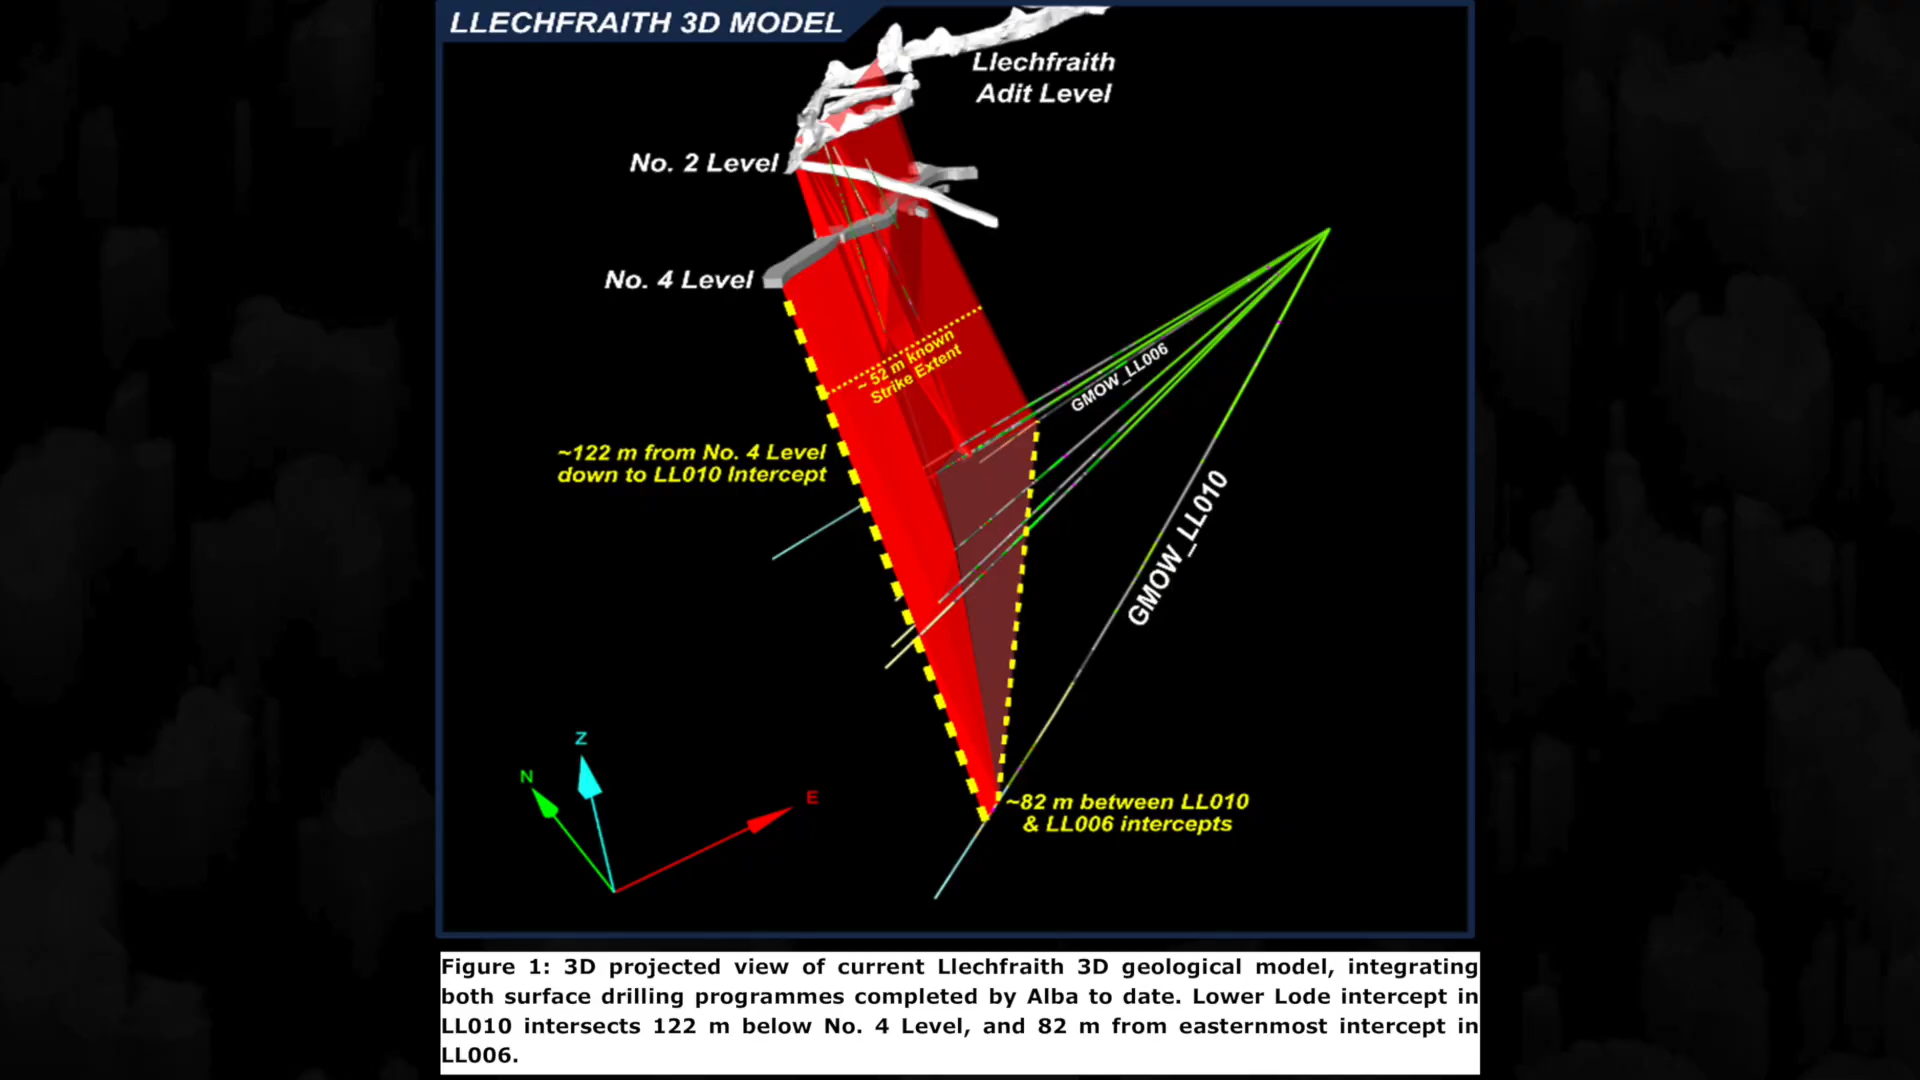 LLECHFRAITH 3D MODEL
Llechfraith
Adit Level
No. 2 Level
No. 4 Level
~ 52 m known
Strike Extent
GMOW_LL006
~122 m from No. 4 Level
down to LL010 Intercept
GMOW_LL010
Z
N
E
~82 m between LL010
& LL006 intercepts
Figure 1: 3D projected view of current Llechfraith 3D geological model, integrating
both surface drilling programmes completed by Alba to date. Lower Lode intercept in
LL010 intersects 122 m below No. 4 Level, and 82 m from easternmost intercept in
LL006.